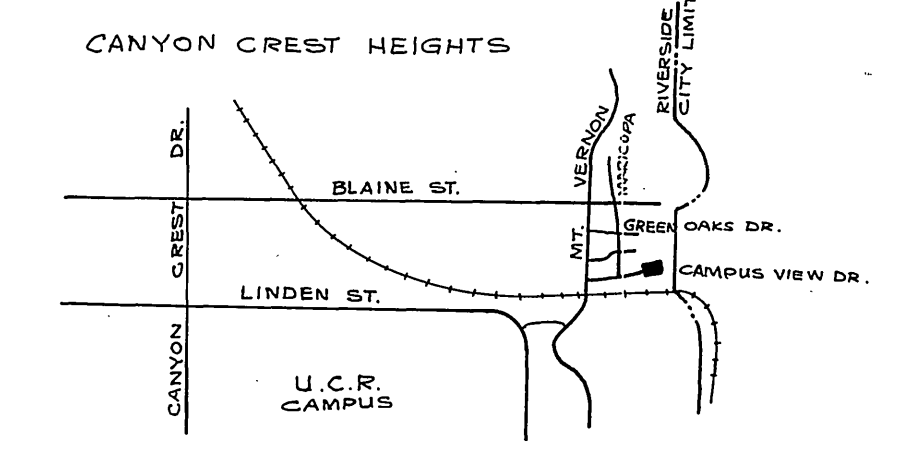 CANYON CREST HEIGHTS
RIVERSIDE
CITY LIMIT
VERNON
MARICOPA
DR.
BLAINE ST.
CREST
MT.
GREEN OAKS DR.
CAMPUS VIEW DR.
LINDEN ST.
CANYON
U.C.R.
CAMPUS